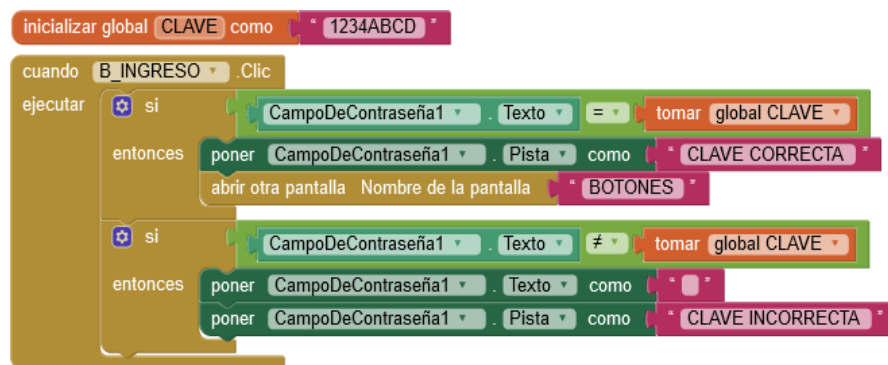 inicializar global CLAVE como " 1234ABCD "
cuando B_INGRESO .Clic
ejecutar si CampoDeContraseña1 . Texto = tomar global CLAVE
entonces poner CampoDeContraseña1 . Pista como " CLAVE CORRECTA "
abrir otra pantalla Nombre de la pantalla " BOTONES "
si CampoDeContraseña1 . Texto ≠ tomar global CLAVE
entonces poner CampoDeContraseña1 . Texto como " "
poner CampoDeContraseña1 . Pista como " CLAVE INCORRECTA "